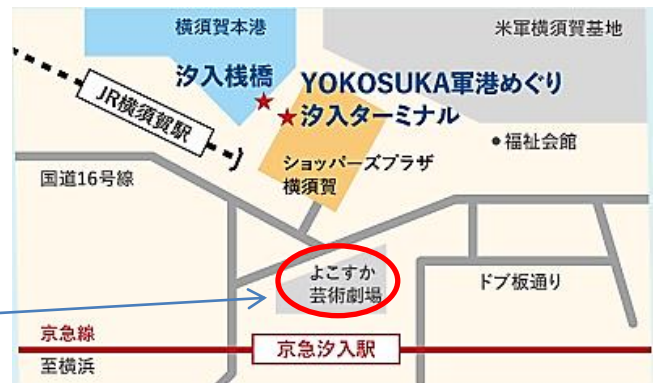 横須賀本港
米軍横須賀基地
汐入桟橋
YOKOSUKA軍港めぐり
汐入ターミナル
JR横須賀駅
福祉会館
ショッパーズプラザ
横須賀
国道16号線
よこすか
芸術劇場
ドブ板通り
京急線
京急汐入駅
至横浜